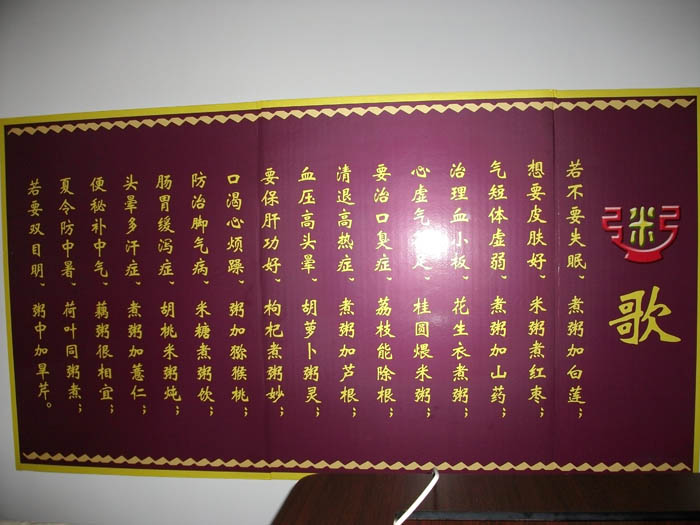 粥歌
若不要失眠、煮粥加白莲；
想要皮肤好、米粥煮红枣；
气短体虚弱、煮粥加山药；
治理血小板、花生衣煮粥；
心虚气足、桂圆煨米粥；
要治口臭症、荔枝能除根；
清退高热症、煮粥加芦根；
血压高头晕、胡萝卜粥灵；
要保肝功好、枸杞煮粥妙；
口渴心烦躁、粥加猕猴桃；
防治脚气病、米糖煮粥饮；
肠胃缓泻症、胡桃米粥炖；
头晕多汗症、煮粥加薏仁；
便秘补中气、藕粥很相宜；
夏令防中暑、荷叶同粥煮；
若要双目明、粥中加旱芹。